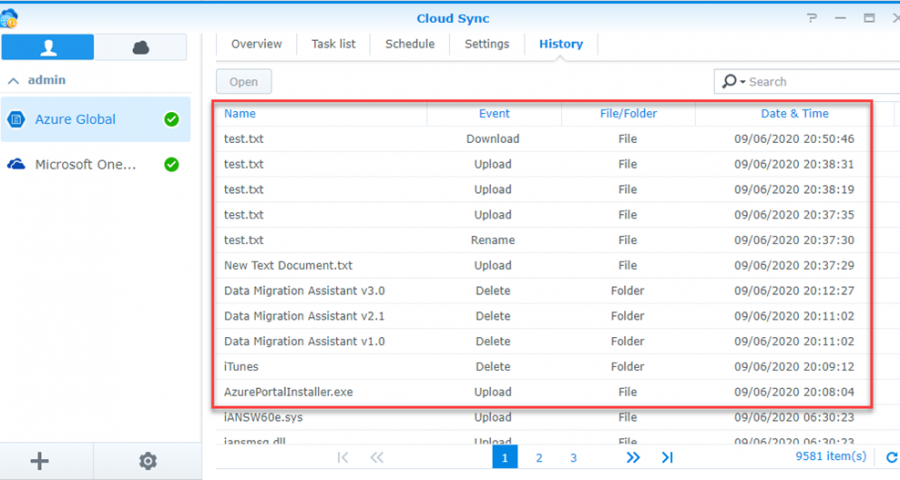 Cloud Sync
Overview Task list Schedule Settings History
admin
Open Search
Azure Global
Microsoft One...
Name Event File/Folder Date & Time
test.txt Download File 09/06/2020 20:50:46
test.txt Upload File 09/06/2020 20:38:31
test.txt Upload File 09/06/2020 20:38:19
test.txt Upload File 09/06/2020 20:37:35
test.txt Rename File 09/06/2020 20:37:30
New Text Document.txt Upload File 09/06/2020 20:37:29
Data Migration Assistant v3.0 Delete Folder 09/06/2020 20:12:27
Data Migration Assistant v2.1 Delete Folder 09/06/2020 20:11:02
Data Migration Assistant v1.0 Delete Folder 09/06/2020 20:11:02
iTunes Delete Folder 09/06/2020 20:09:12
AzurePortalInstaller.exe Upload File 09/06/2020 20:08:04
iANSW60e.sys Upload File 09/06/2020 06:30:23
iansmsg.dll Upload File 09/06/2020 06:30:23
1 2 3 9581 item(s)